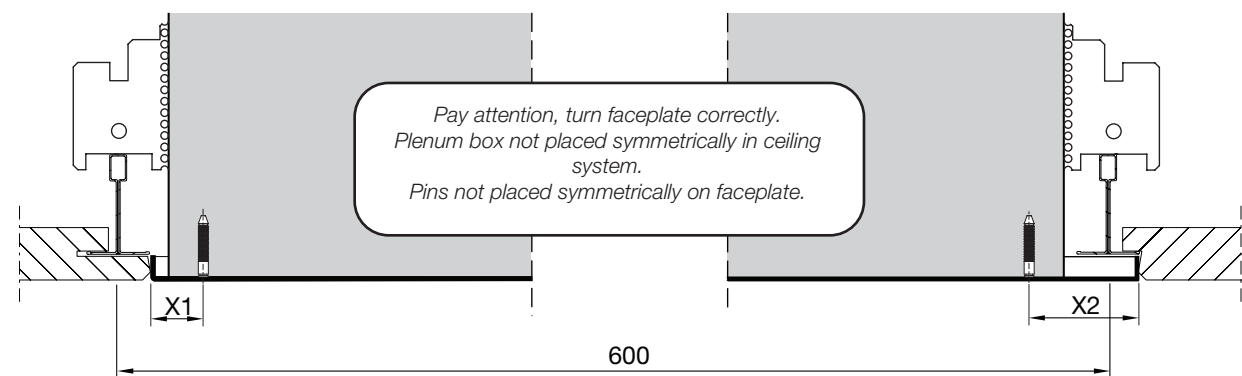 Pay attention, turn faceplate correctly.
Plenum box not placed symmetrically in ceiling
system.
Pins not placed symmetrically on faceplate.
X1
X2
600